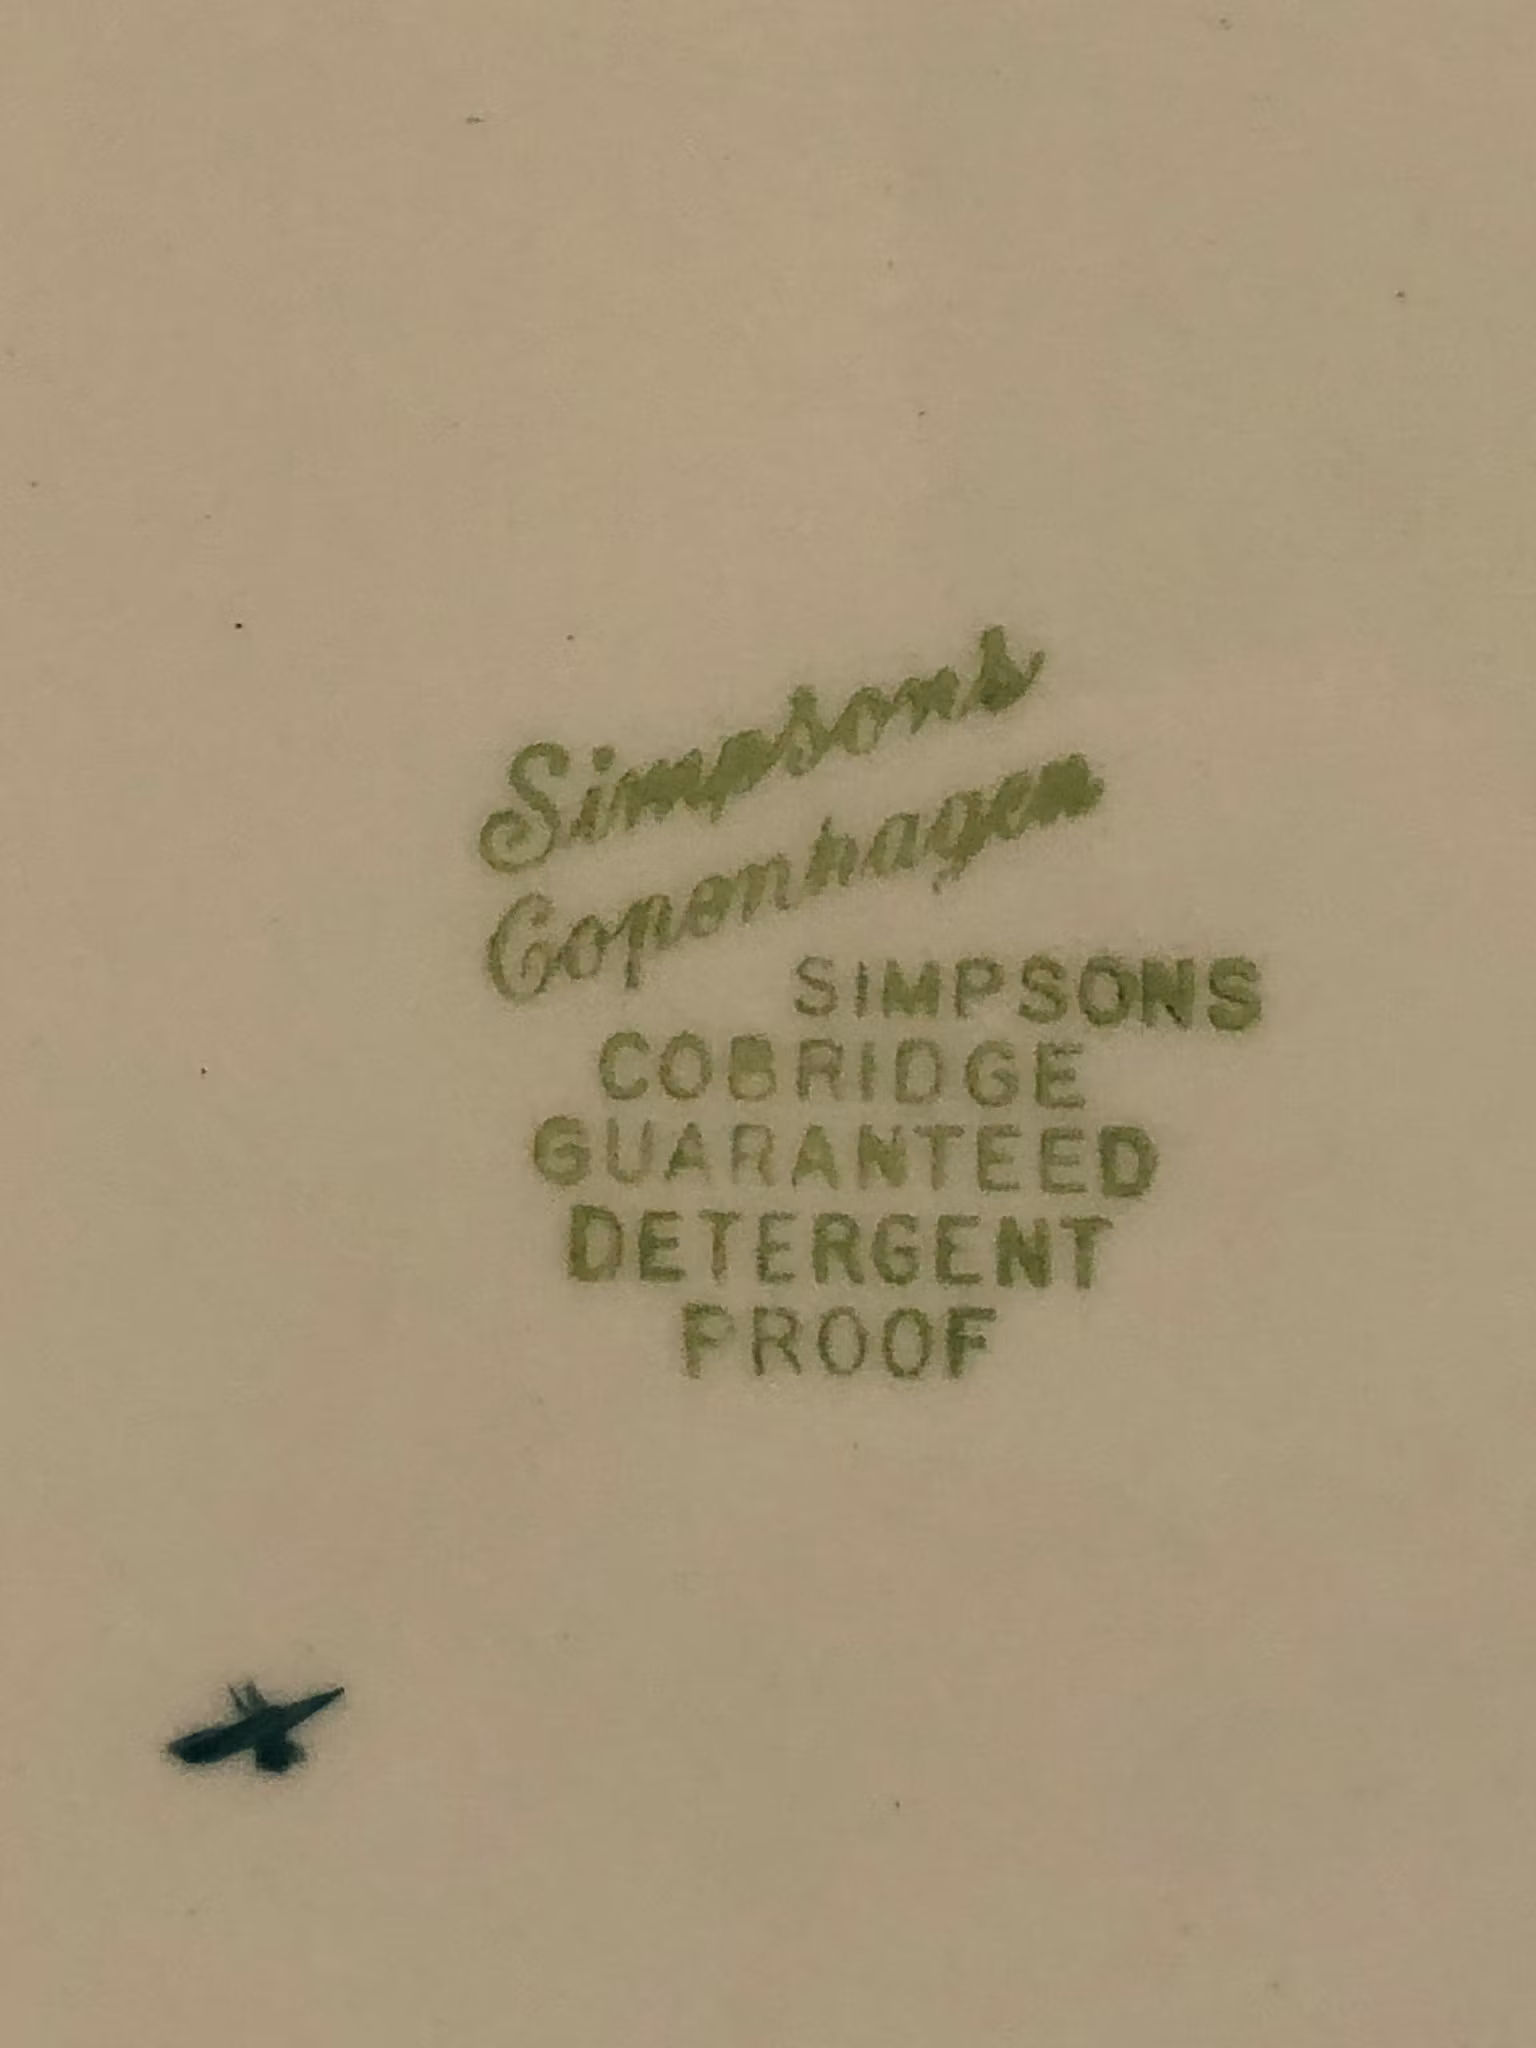 Simpsons
Copenhagen
SIMPSONS
COBRIDGE
GUARANTEED
DETERGENT
PROOF